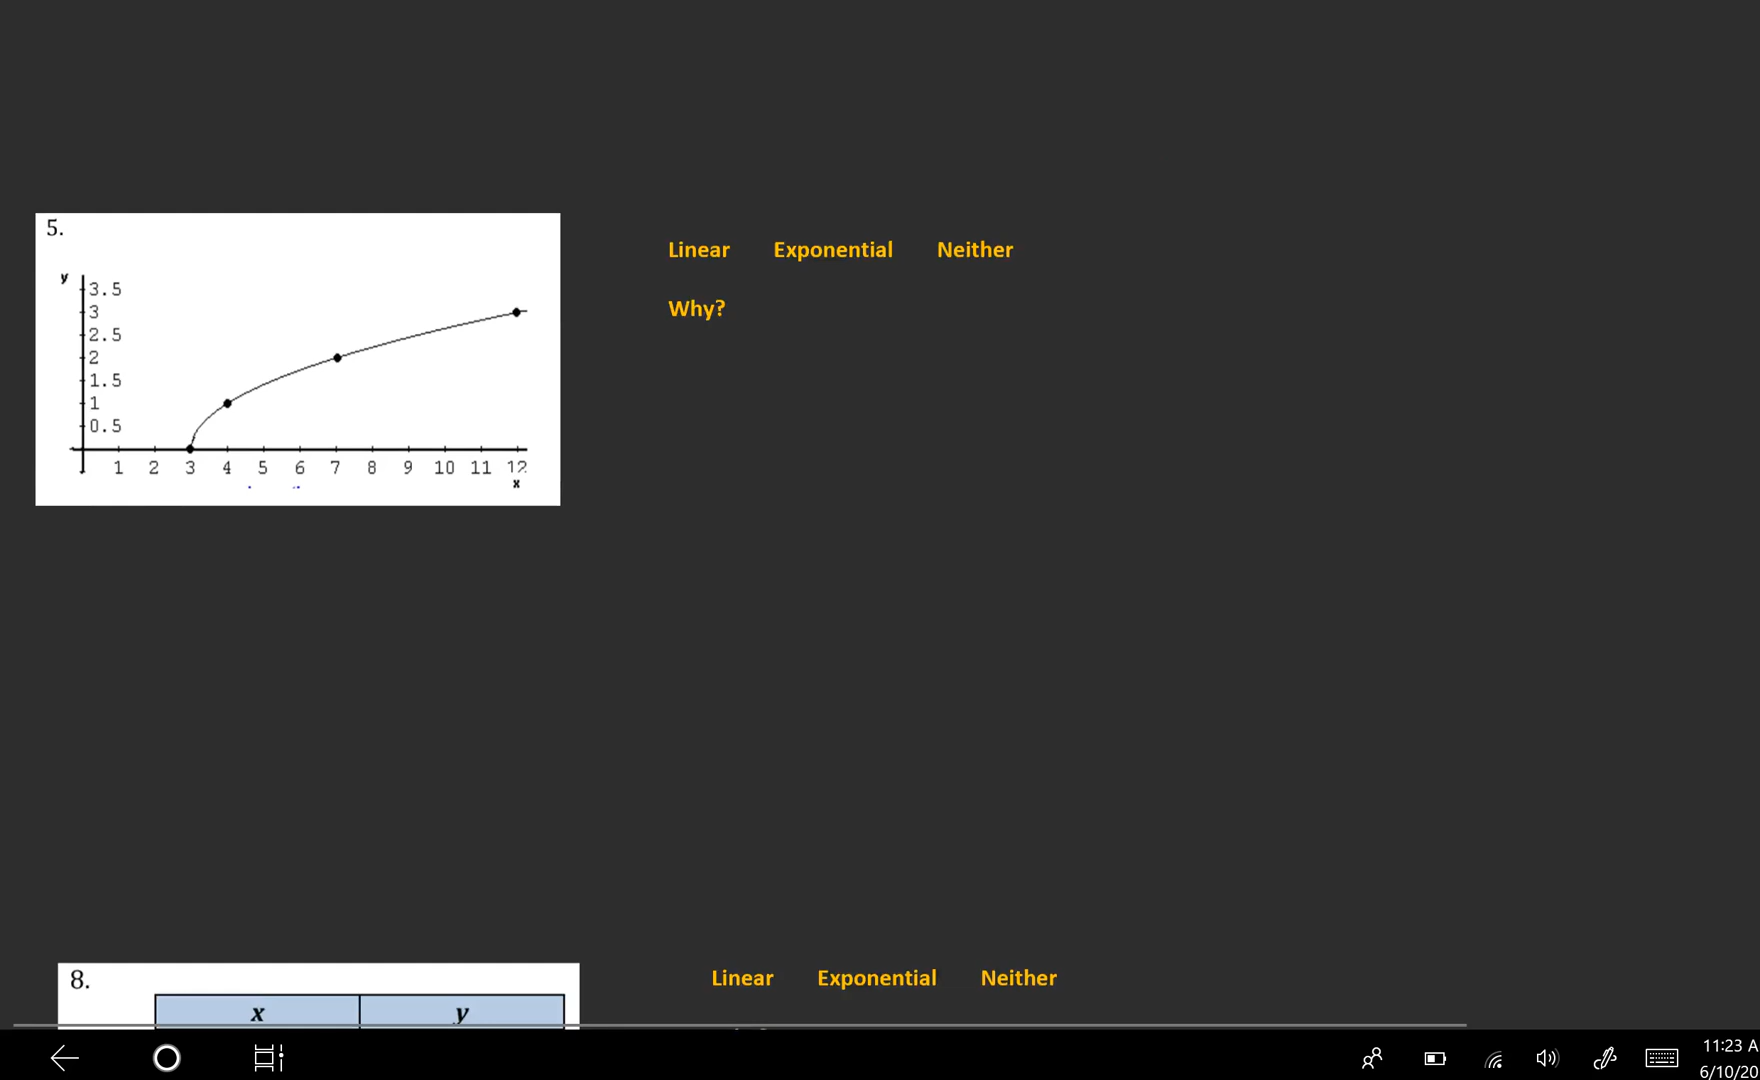 5.
Linear Exponential Neither
Why?
y
3.5
3
2.5
2
1.5
1
0.5
1 2 3 4 5 6 7 8 9 10 11 12
x
8.
Linear Exponential Neither
x y
11:23 A
6/10/20